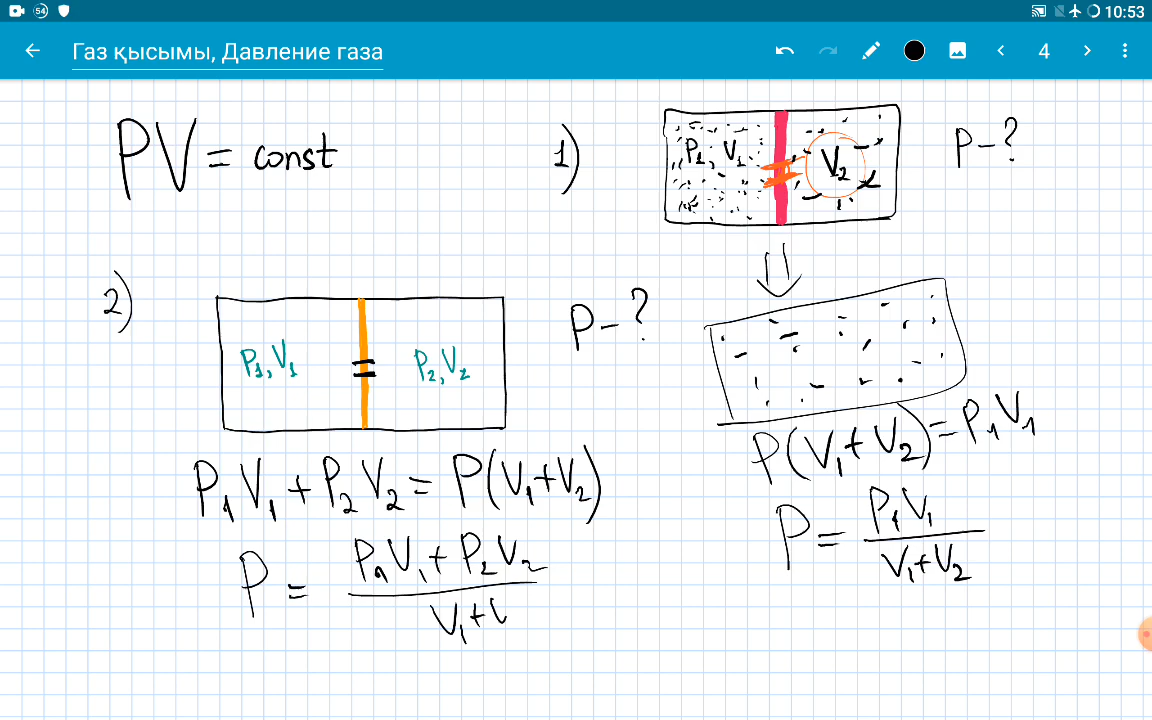 54
10:53
Газ қысымы, Давление газа
4
PV = const
1)
P₁, V₁
V₂
P-?
2)
P₁, V₁ = P₂, V₂
P-?
P(V₁+V₂)=P₁V₁
P₁V₁ + P₂V₂ = P(V₁+V₂)
P = P₁V₁/V₁+V₂
P = P₁V₁ + P₂V₂/V₁+V